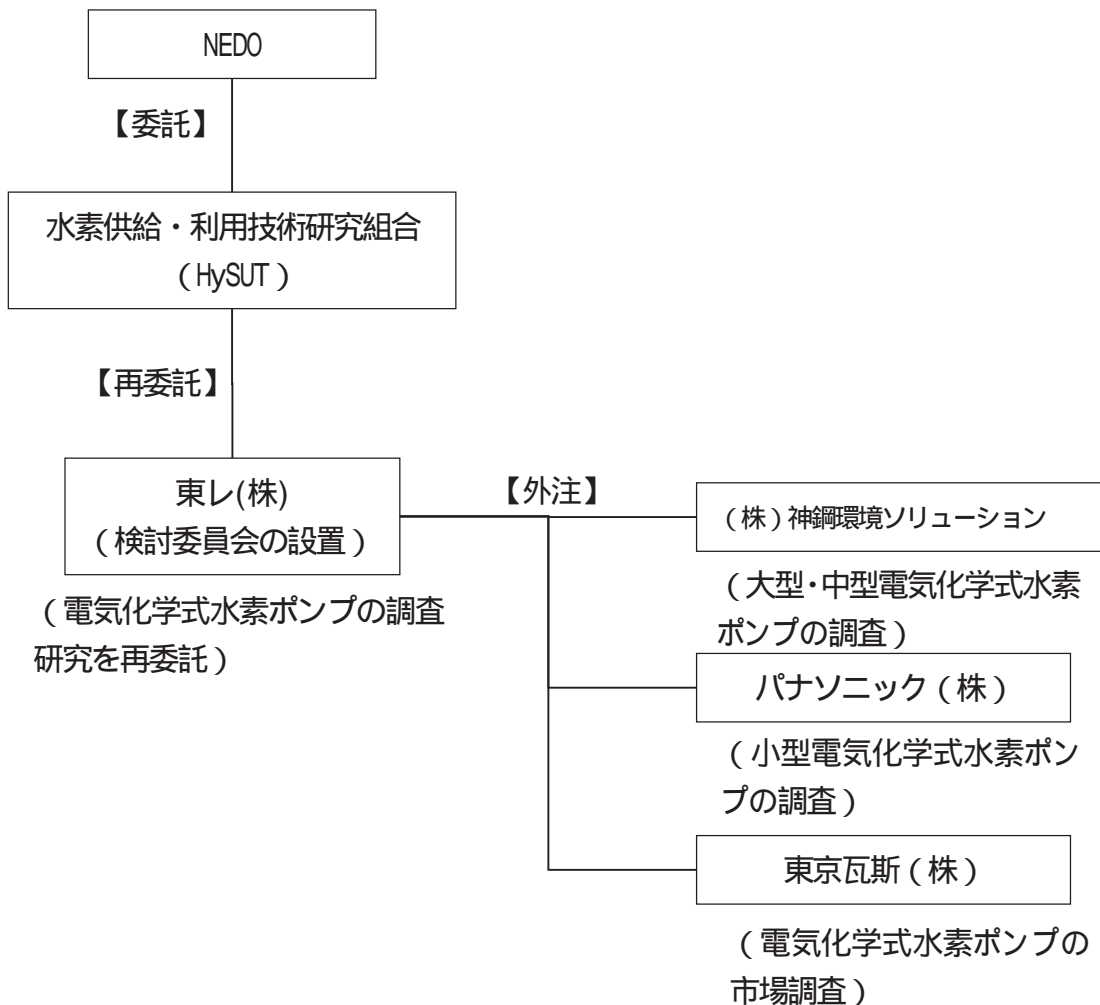 NEDO
【委託】
水素供給・利用技術研究組合
（HySUT）
【再委託】
東レ(株)
（検討委員会の設置）
（電気化学式水素ポンプの調査
研究を再委託）
【外注】
（株）神鋼環境ソリューション
（大型・中型電気化学式水素
ポンプの調査）
パナソニック（株）
（小型電気化学式水素ポン
プの調査）
東京瓦斯（株）
（電気化学式水素ポンプの
市場調査）